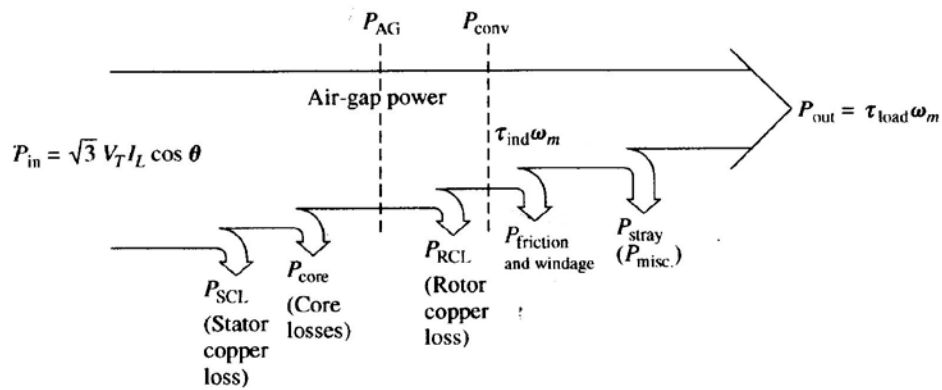 P_AG
P_conv
Air-gap power
P_out = τ_load ω_m
τ_ind ω_m
P_in = √3 V_T I_L cos θ
P_SCL
(Stator
copper
loss)
P_core
(Core
losses)
P_RCL
(Rotor
copper
loss)
P_friction
and windage
P_stray
(P_misc.)